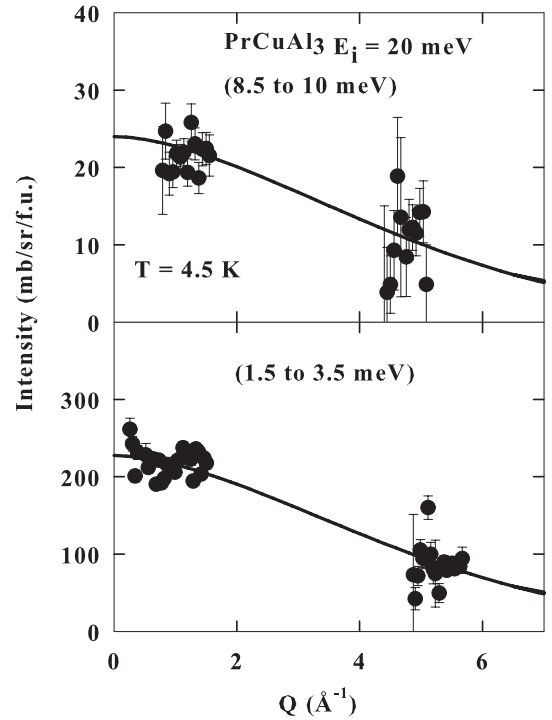 40
PrCuAl3 Ei = 20 meV
(8.5 to 10 meV)
30
20
10
T = 4.5 K
0
Intensity (mb/sr/f.u.)
(1.5 to 3.5 meV)
300
200
100
0
0 2 4 6
Q (Å-1)